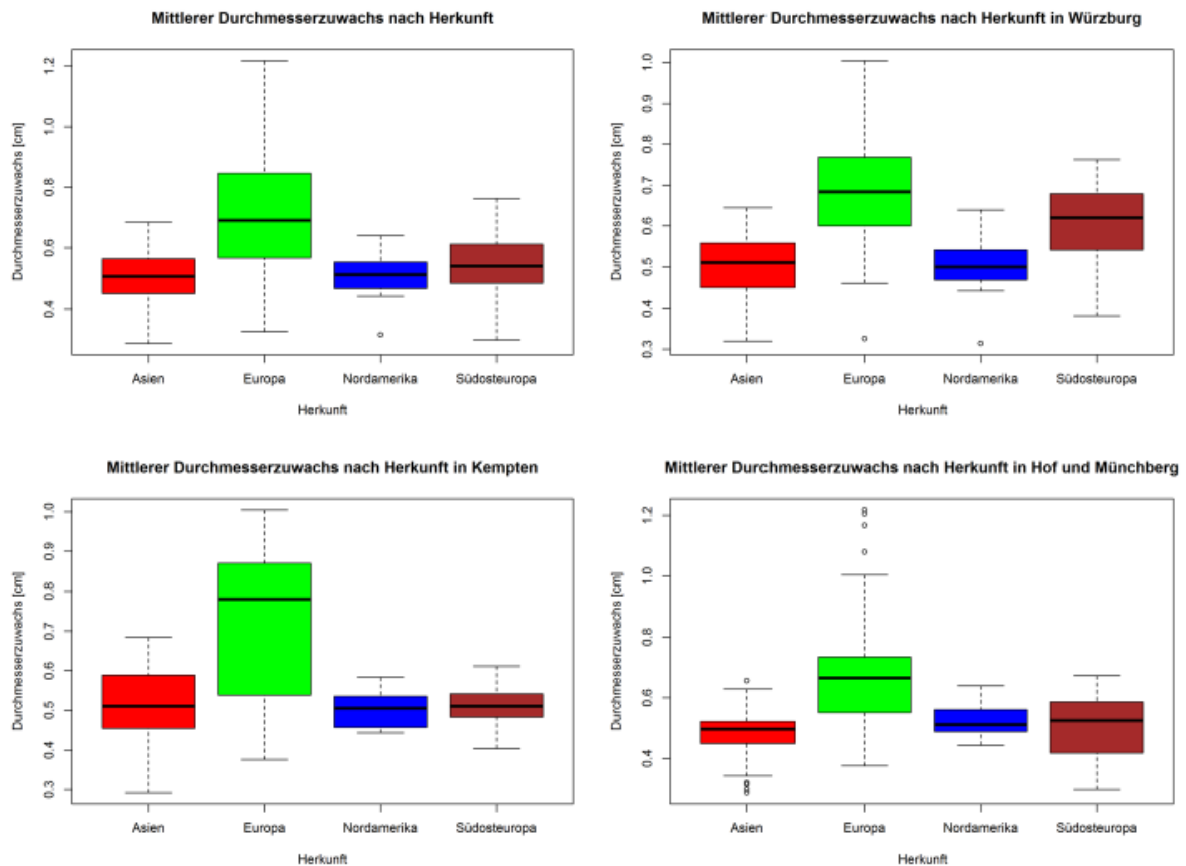 Mittlerer Durchmesserzuwachs nach Herkunft
Durchmesserzuwachs [cm]
1.2
1.0
0.8
0.6
0.4
Asien Europa Nordamerika Südosteuropa
Herkunft
Mittlerer Durchmesserzuwachs nach Herkunft in Würzburg
Durchmesserzuwachs [cm]
1.0
0.9
0.8
0.7
0.6
0.5
0.4
0.3
Asien Europa Nordamerika Südosteuropa
Herkunft
Mittlerer Durchmesserzuwachs nach Herkunft in Kempten
Durchmesserzuwachs [cm]
1.0
0.9
0.8
0.7
0.6
0.5
0.4
0.3
Asien Europa Nordamerika Südosteuropa
Herkunft
Mittlerer Durchmesserzuwachs nach Herkunft in Hof und Münchberg
Durchmesserzuwachs [cm]
1.2
1.0
0.8
0.6
0.4
Asien Europa Nordamerika Südosteuropa
Herkunft